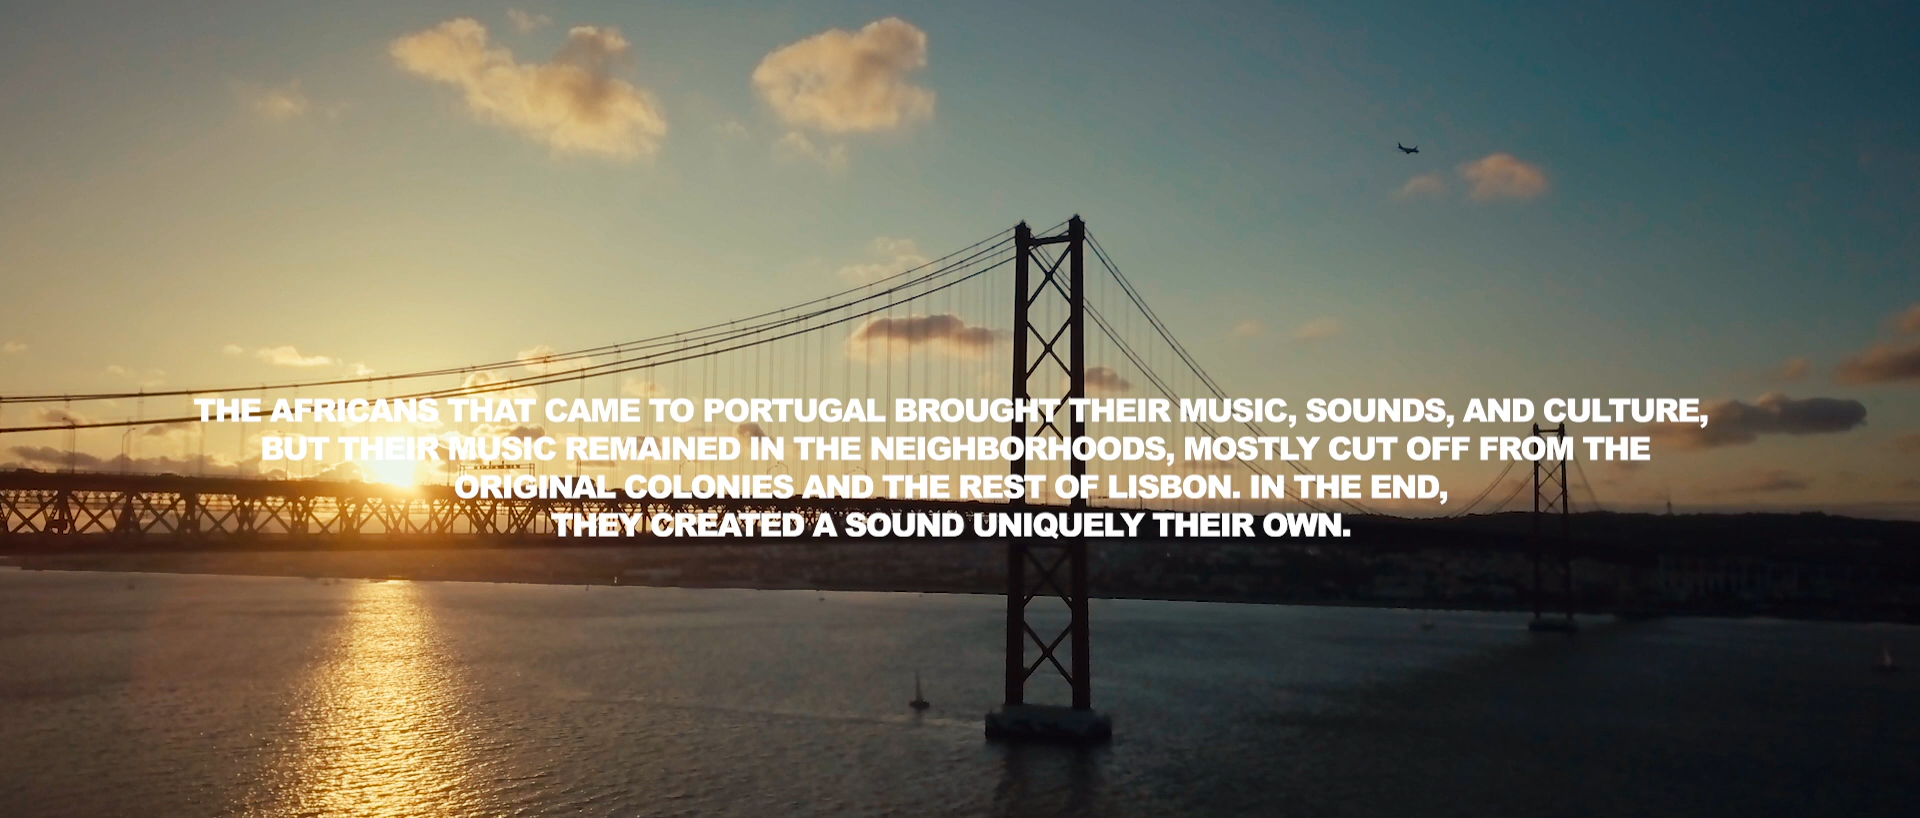 THE AFRICANS THAT CAME TO PORTUGAL BROUGHT THEIR MUSIC, SOUNDS, AND CULTURE,
BUT THEIR MUSIC REMAINED IN THE NEIGHBORHOODS, MOSTLY CUT OFF FROM THE
ORIGINAL COLONIES AND THE REST OF LISBON. IN THE END,
THEY CREATED A SOUND UNIQUELY THEIR OWN.